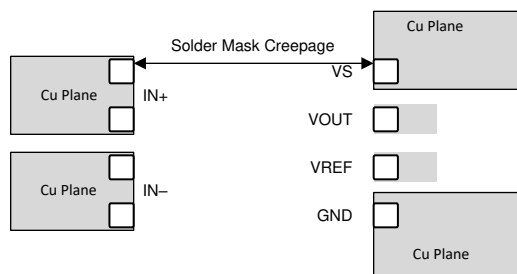 Cu Plane
Solder Mask Creepage
VS
Cu Plane
IN+
VOUT
VREF
Cu Plane
IN–
GND
Cu Plane